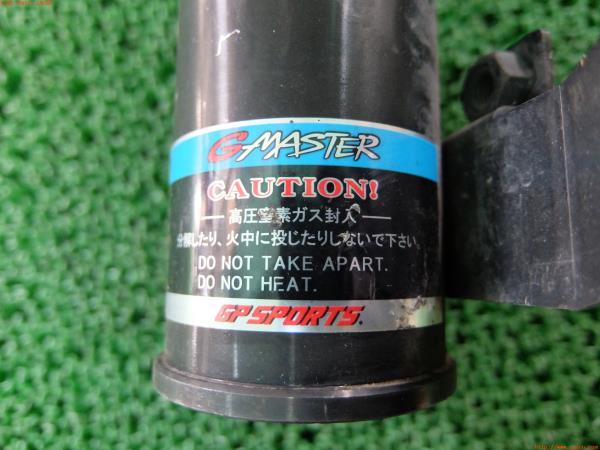 G-MASTER
CAUTION!
高圧窒素ガス封入
分解したり、火中に投じたりしないで下さい。
DO NOT TAKE APART.
DO NOT HEAT.
GP SPORTS®